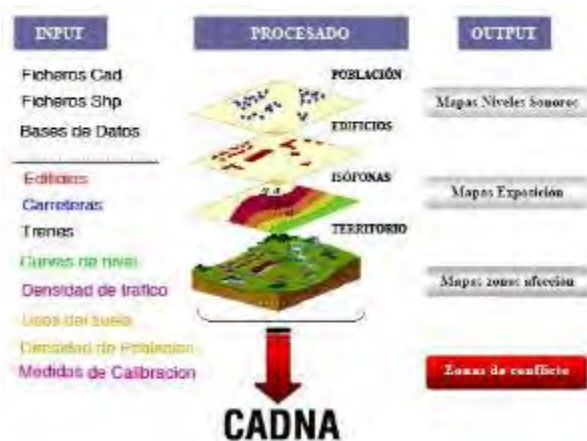 INPUT
Ficheros Cad
Ficheros Shp
Bases de Datos
Edificios
Carreteras
Trenes
Curvas de nivel
Densidad de trafico
Usos del suelo
Densidad de Poblacion
Medidas de Calibracion
PROCESADO
POBLACIÓN
EDIFICIOS
ISÓFONAS
TERRITORIO
CADNA
OUTPUT
Mapas Niveles Sonoros
Mapas Exposición
Mapas zonas afección
Zonas de conflicto